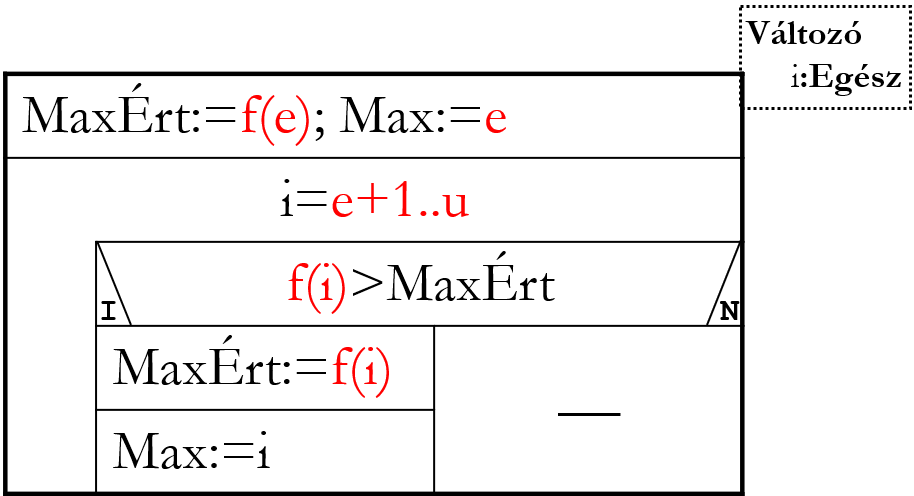 Változó
i:Egész
MaxÉrt:=f(e); Max:=e
i=e+1..u
f(i)>MaxÉrt
I
N
MaxÉrt:=f(i)
Max:=i
—